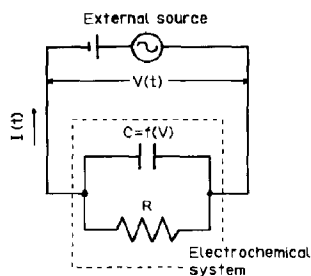 External source
V(t)
I(t)
C=f(V)
R
Electrochemical
system